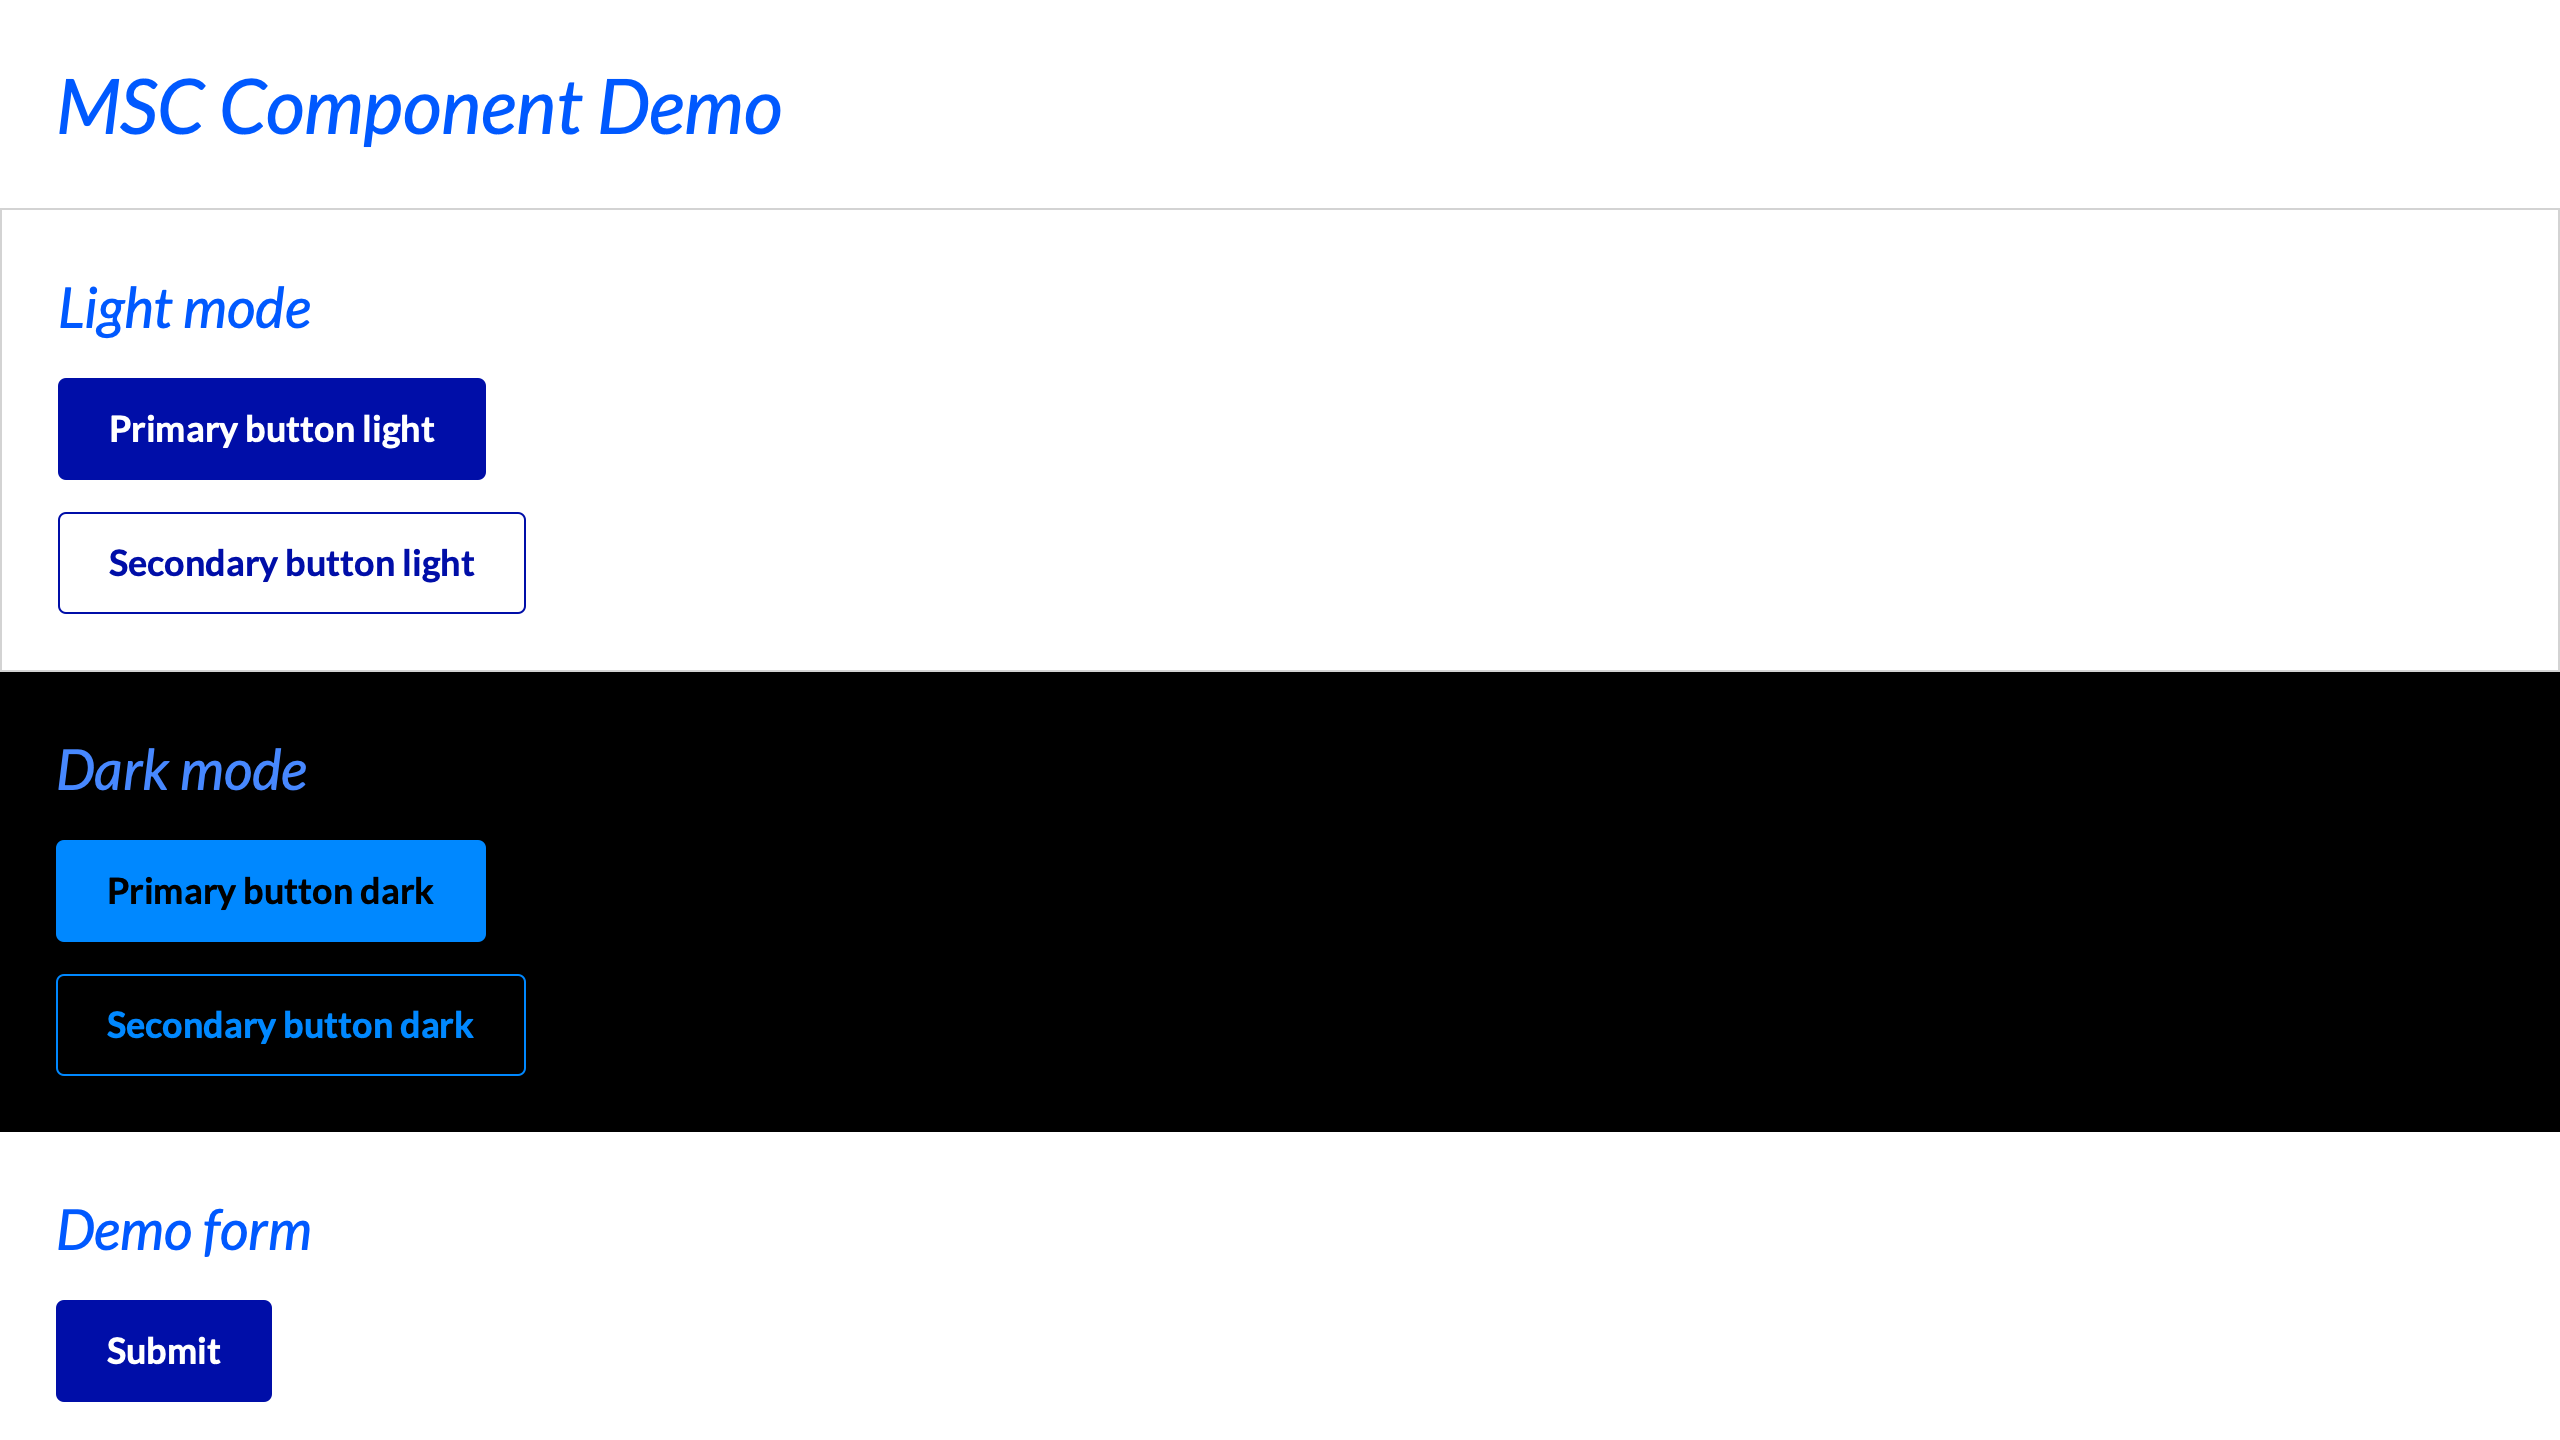 MSC Component Demo
Light mode
Primary button light
Secondary button light
Dark mode
Primary button dark
Secondary button dark
Demo form
Submit